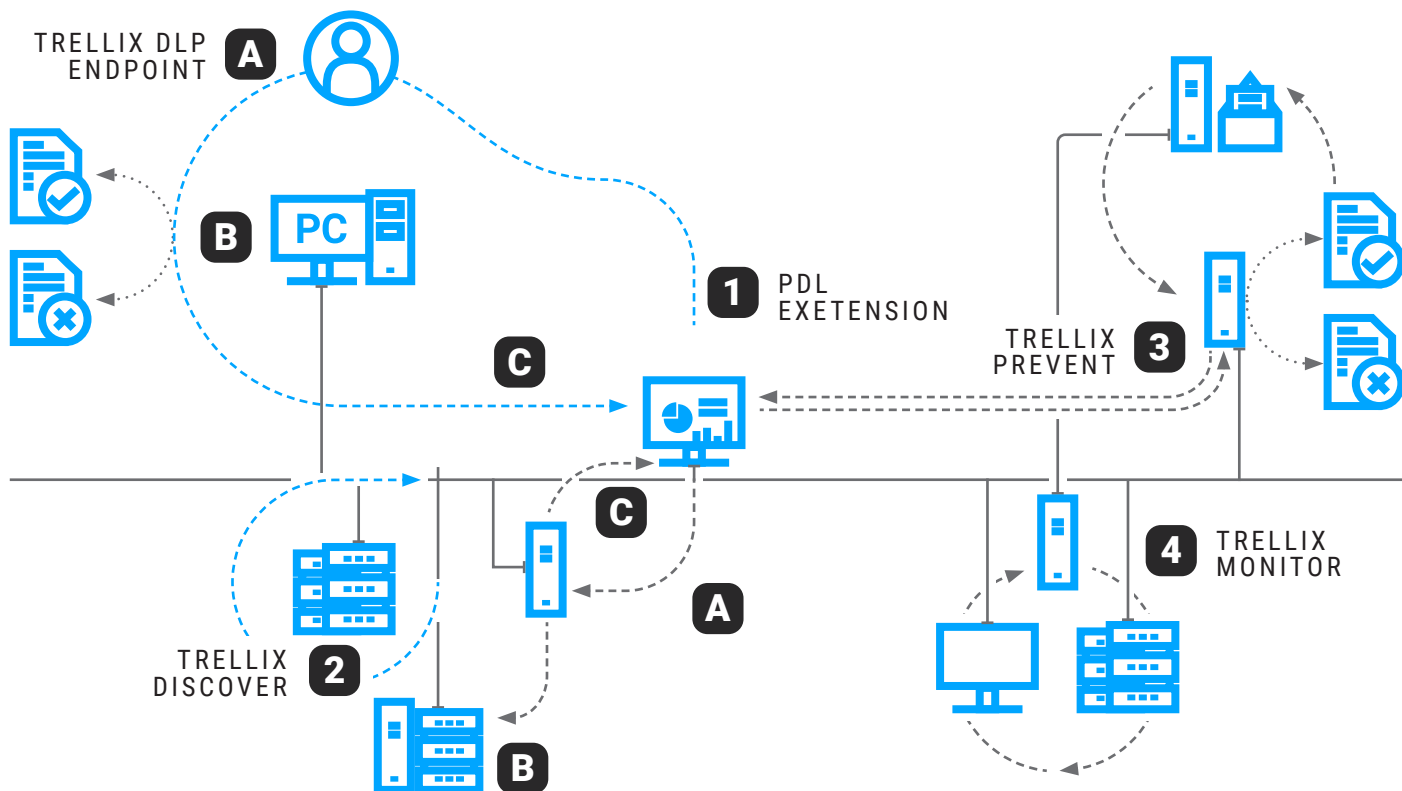 TRELLIX DLP
ENDPOINT
A
B
PC
C
1
PDL
EXETENSION
TRELLIX
PREVENT
3
C
A
TRELLIX
DISCOVER
2
B
4
TRELLIX
MONITOR